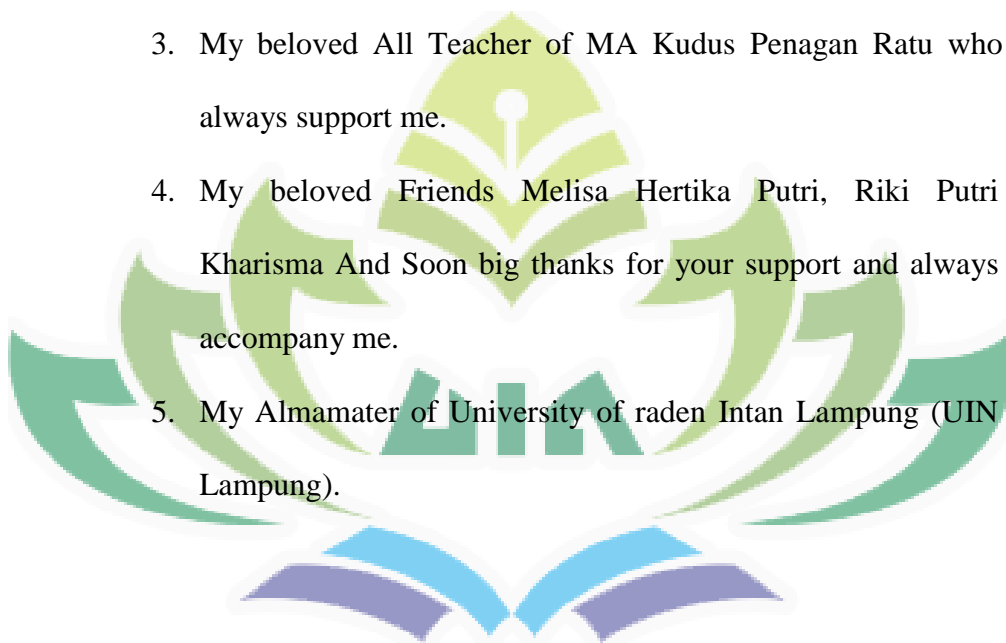 3. My beloved All Teacher of MA Kudus Penagan Ratu who
always support me.
4. My beloved Friends Melisa Hertika Putri, Riki Putri
Kharisma And Soon big thanks for your support and always
accompany me.
UIN
5. My Almamater of University of raden Intan Lampung (UIN
Lampung).